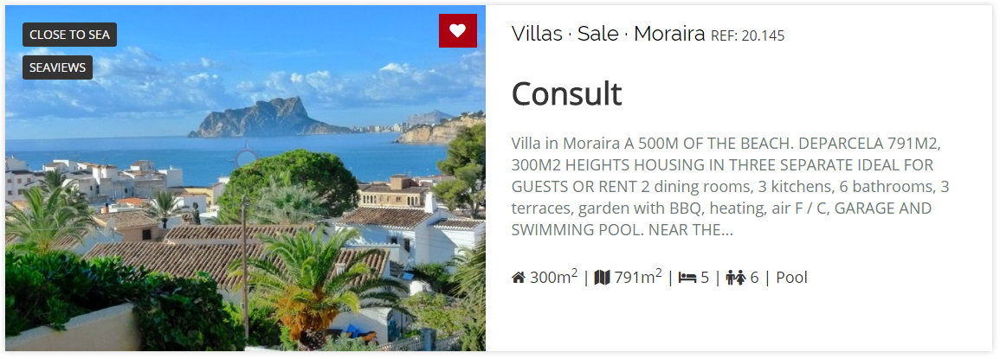 CLOSE TO SEA
SEAVIEWS
Villas · Sale · Moraira REF: 20.145
Consult
Villa in Moraira A 500M OF THE BEACH. DEPARCELA 791M2,
300M2 HEIGHTS HOUSING IN THREE SEPARATE IDEAL FOR
GUESTS OR RENT 2 dining rooms, 3 kitchens, 6 bathrooms, 3
terraces, garden with BBQ, heating, air F / C, GARAGE AND
SWIMMING POOL. NEAR THE...
300m² | 791m² | 5 | 6 | Pool